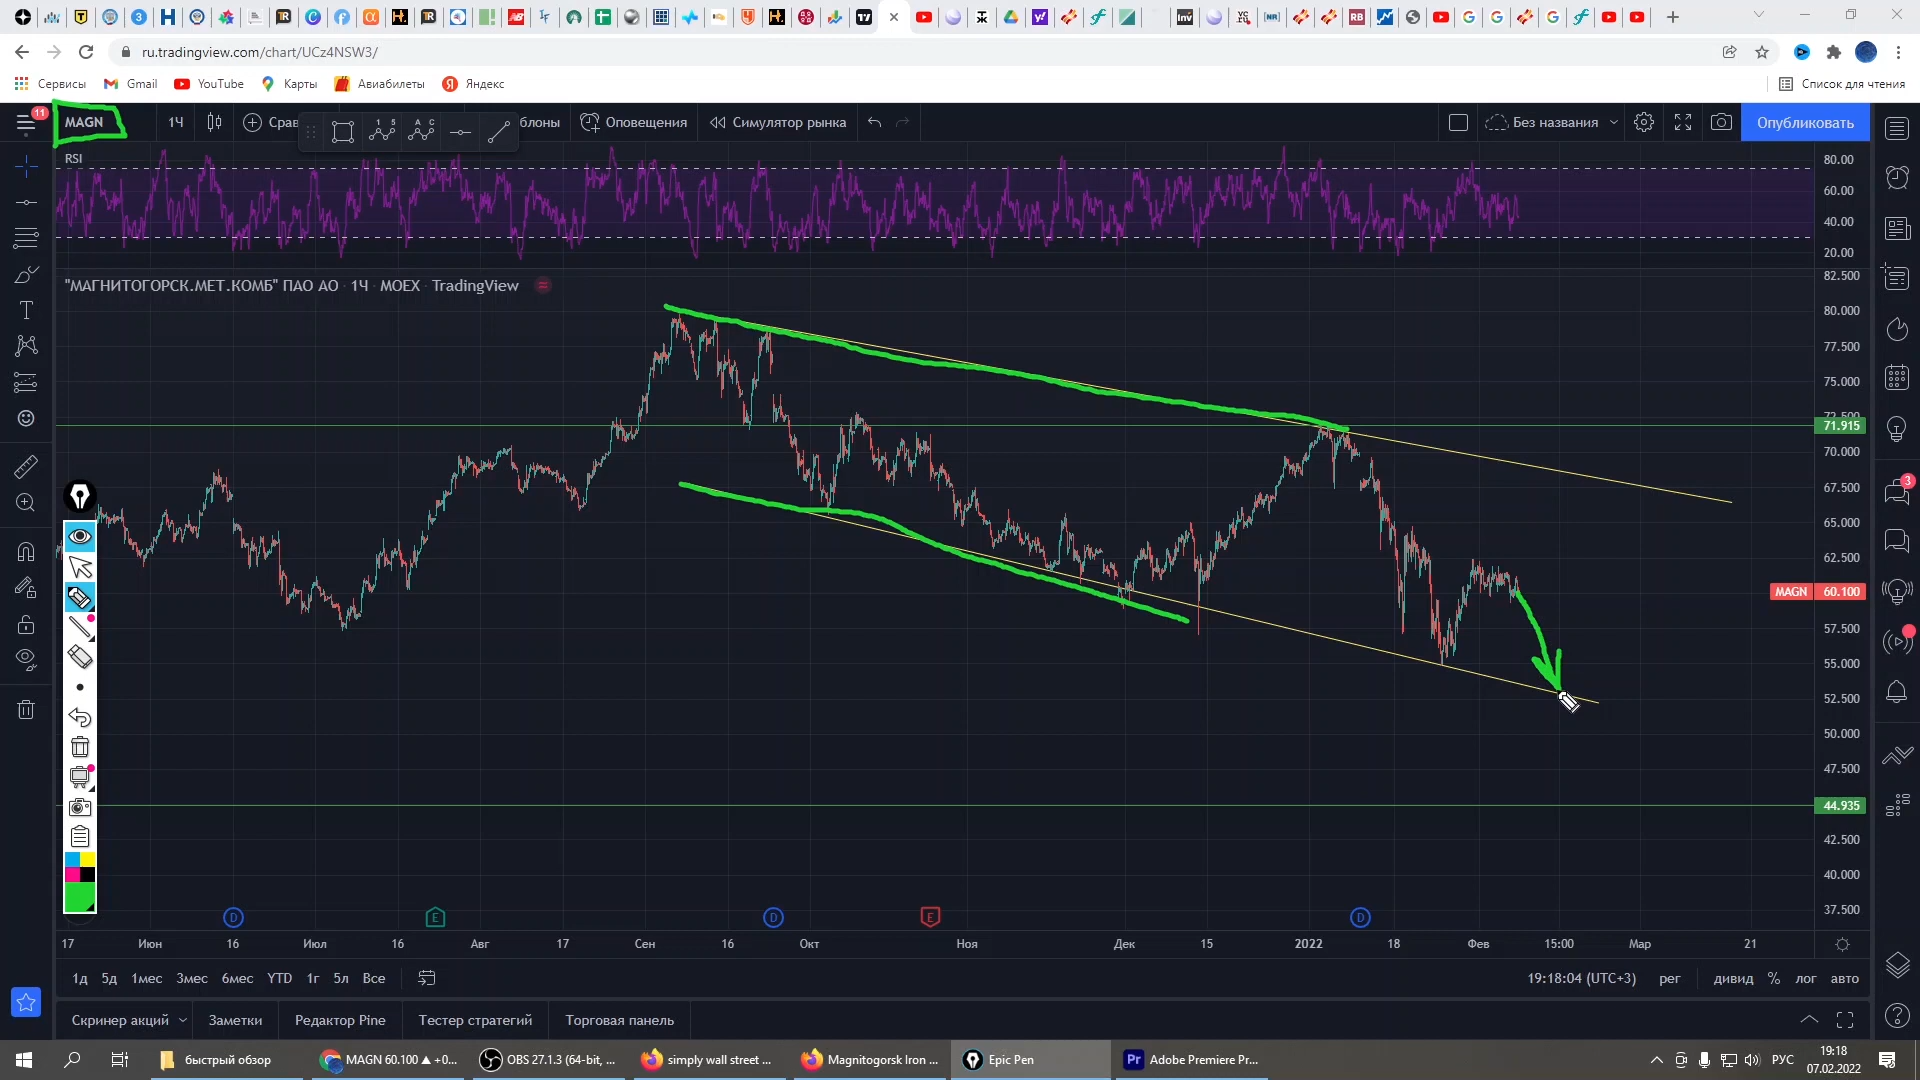 ru.tradingview.com/chart/UCz4NSW3/
Сервисы Gmail YouTube Карты Авиабилеты Яндекс Список для чтения
11 MAGN 1Ч Срав блоны Оповещения Симулятор рынка Без названия Опубликовать
RSI
80.00
60.00
40.00
20.00
"МАГНИТОГОРСК.МЕТ.КОМБ" ПАО АО · 1Ч · MOEX · TradingView
82.500
80.000
77.500
75.000
72.500
71.915
70.000
67.500
65.000
62.500
MAGN 60.100
57.500
55.000
52.500
50.000
47.500
44.935
42.500
40.000
37.500
3
D E D E D
17 Июн 16 Июл 16 Авг 17 Сен 16 Окт Ноя Дек 15 2022 18 Фев 15:00 Мар 21
1д 5д 1мес 3мес 6мес YTD 1г 5л Все 19:18:04 (UTC+3) рег дивид % лог авто
Скринер акций Заметки Редактор Pine Тестер стратегий Торговая панель
быстрый обзор MAGN 60.100 ▲ +0... OBS 27.1.3 (64-bit, ... simply wall street ... Magnitogorsk Iron ... Epic Pen Adobe Premiere Pr... РУС 19:18
07.02.2022